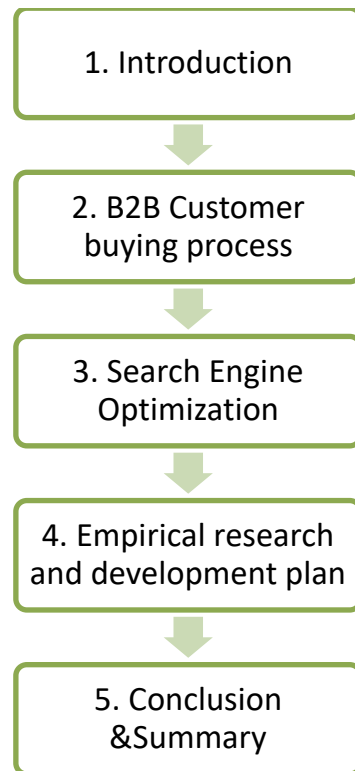 1. Introduction
2. B2B Customer
buying process
3. Search Engine
Optimization
4. Empirical research
and development plan
5. Conclusion
&Summary